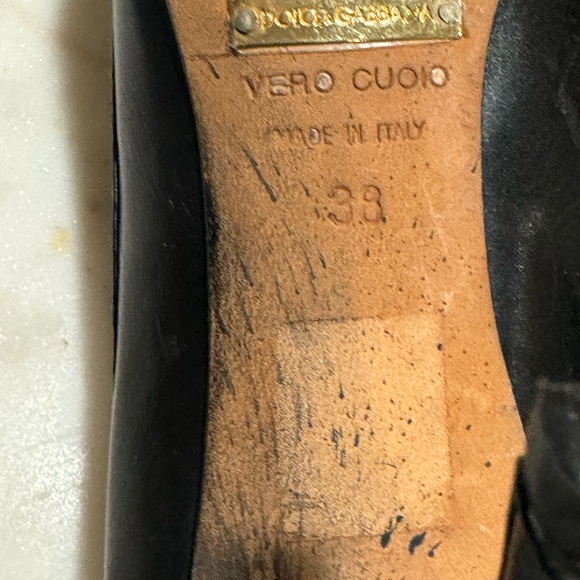 DOLCE&GABBANA
VERO CUOIO
MADE IN ITALY
38